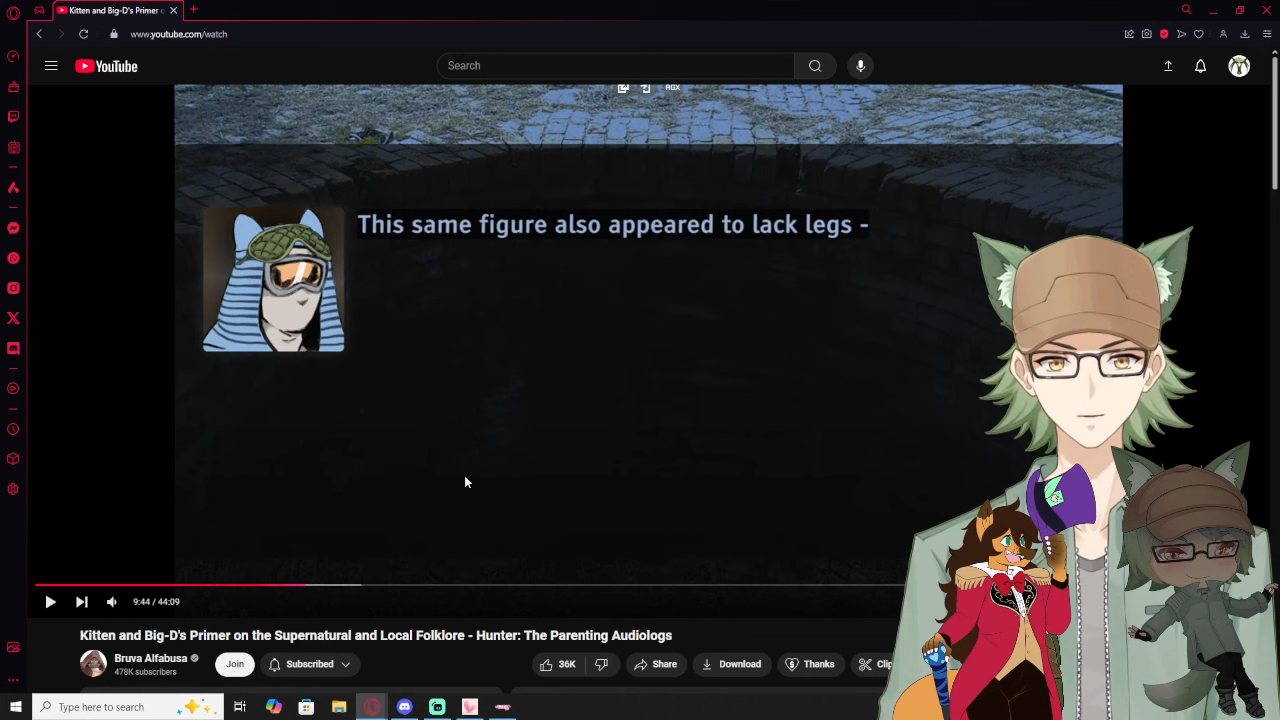 Kitten and Big-D's Primer o
www.youtube.com/watch
YouTube
Search
RGX
This same figure also appeared to lack legs -
9:44 / 44:09
Kitten and Big-D's Primer on the Supernatural and Local Folklore - Hunter: The Parenting Audiologs
Bruva Alfabusa
478K subscribers
Join
Subscribed
36K
Share
Download
Thanks
Clip
Type here to search